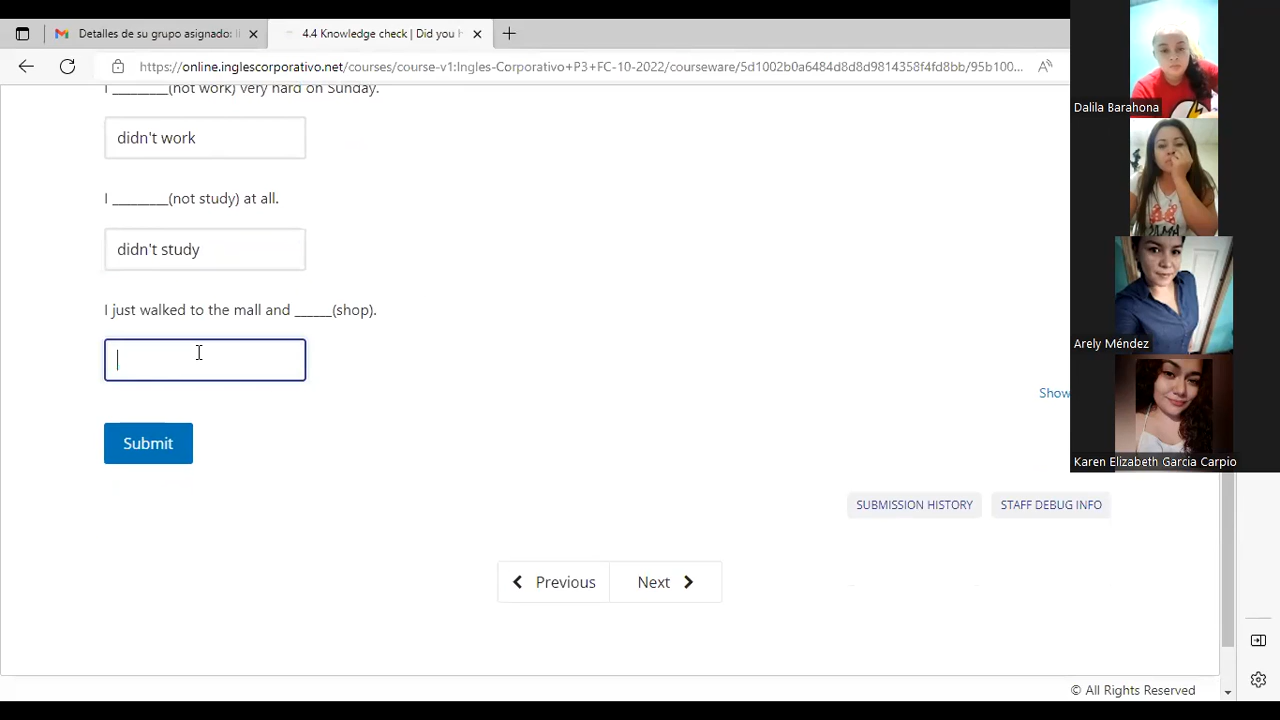 Detalles de su grupo asignado: II
4.4 Knowledge check | Did you H
https://online.inglescorporativo.net/courses/course-v1:Ingles-Corporativo+P3+FC-10-2022/courseware/5d1002b0a6484d8d8d9814358f4fd8bb/95b100...
I ________(not work) very hard on Sunday.
didn't work
I ________(not study) at all.
didn't study
I just walked to the mall and ______(shop).
Show
Submit
SUBMISSION HISTORY
STAFF DEBUG INFO
Previous
Next
© All Rights Reserved
Dalila Barahona
Arely Méndez
Karen Elizabeth Garcia Carpio